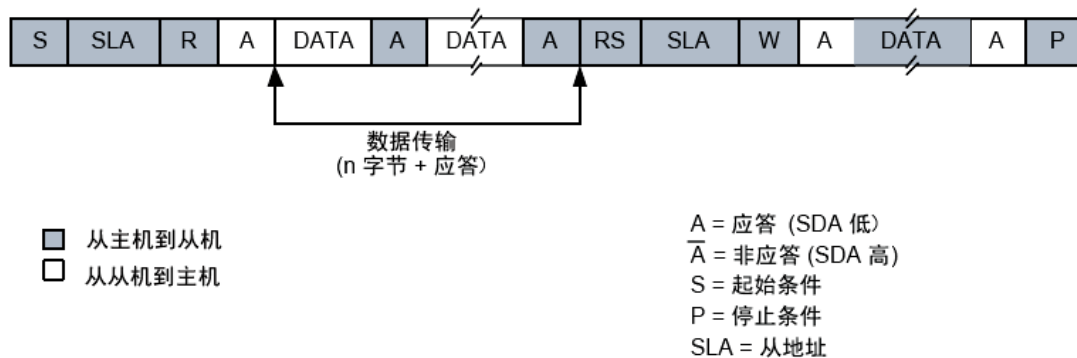 S SLA R A DATA A DATA A RS SLA W A DATA A P
数据传输
(n 字节 + 应答)
从主机到从机
从从机到主机
A = 应答 (SDA 低)
A̅ = 非应答 (SDA 高)
S = 起始条件
P = 停止条件
SLA = 从地址